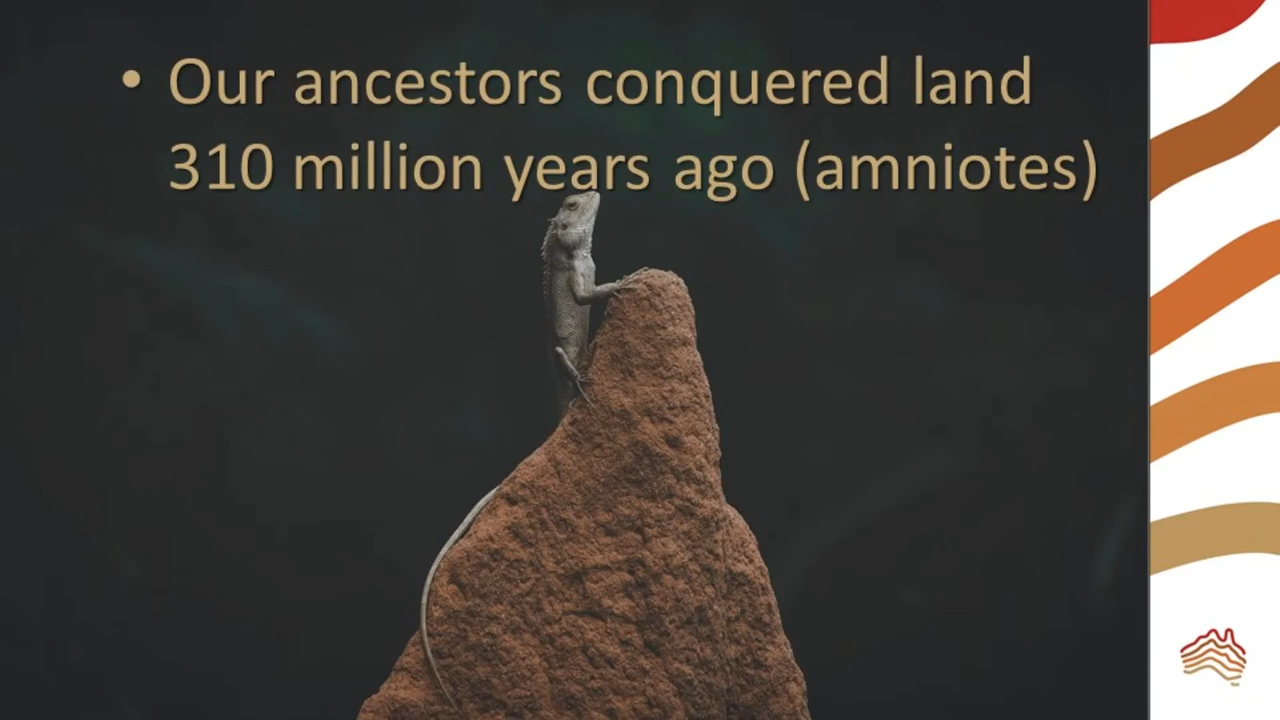 • Our ancestors conquered land
310 million years ago (amniotes)